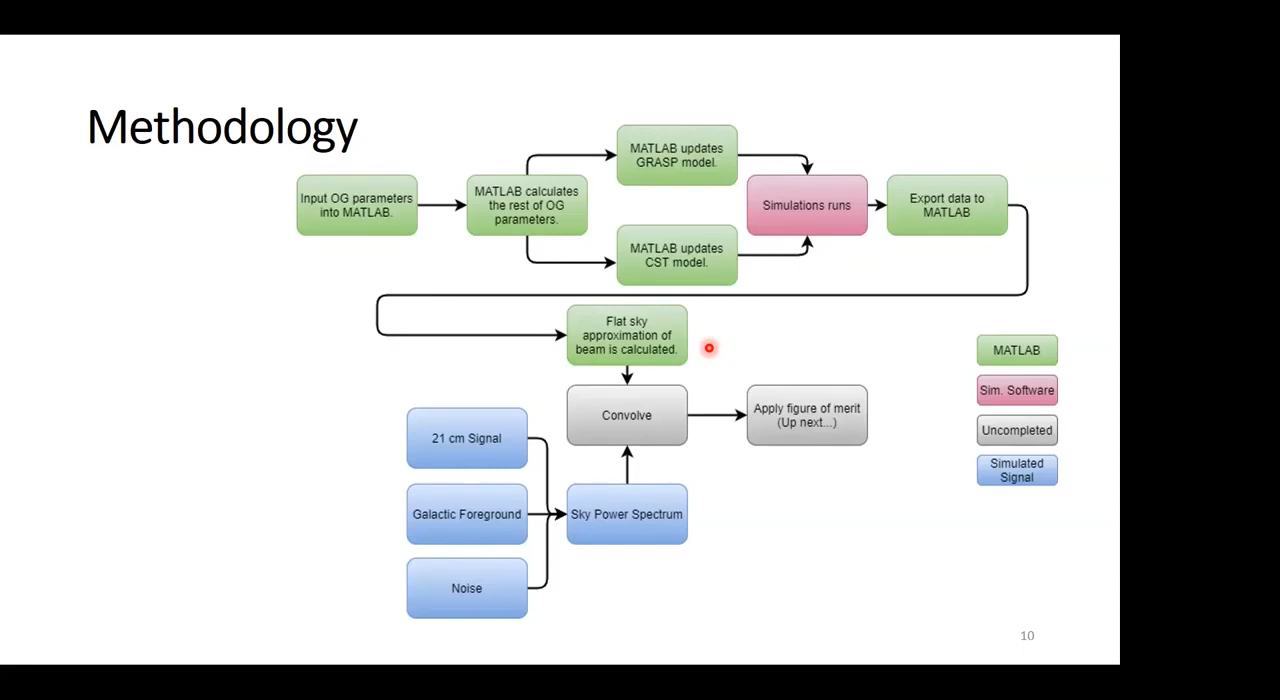 Methodology
MATLAB updates
GRASP model.
Input OG parameters
into MATLAB.
MATLAB calculates
the rest of OG
parameters.
Simulations runs
Export data to
MATLAB
MATLAB updates
CST model.
Flat sky
approximation of
beam is calculated.
MATLAB
Sim. Software
Convolve
Apply figure of merit
(Up next...)
Uncompleted
21 cm Signal
Simulated
Signal
Galactic Foreground
Sky Power Spectrum
Noise
10